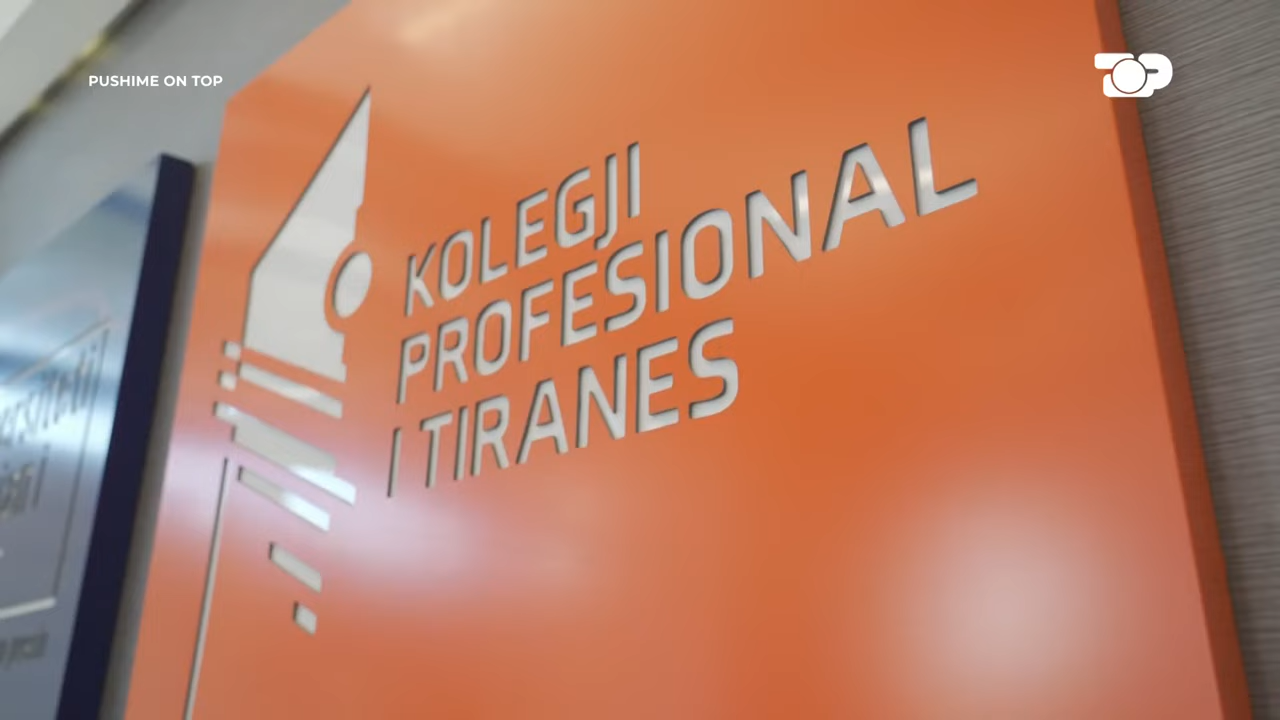 PUSHIME ON TOP
TOP
KOLEGJI
PROFESIONAL
I TIRANES